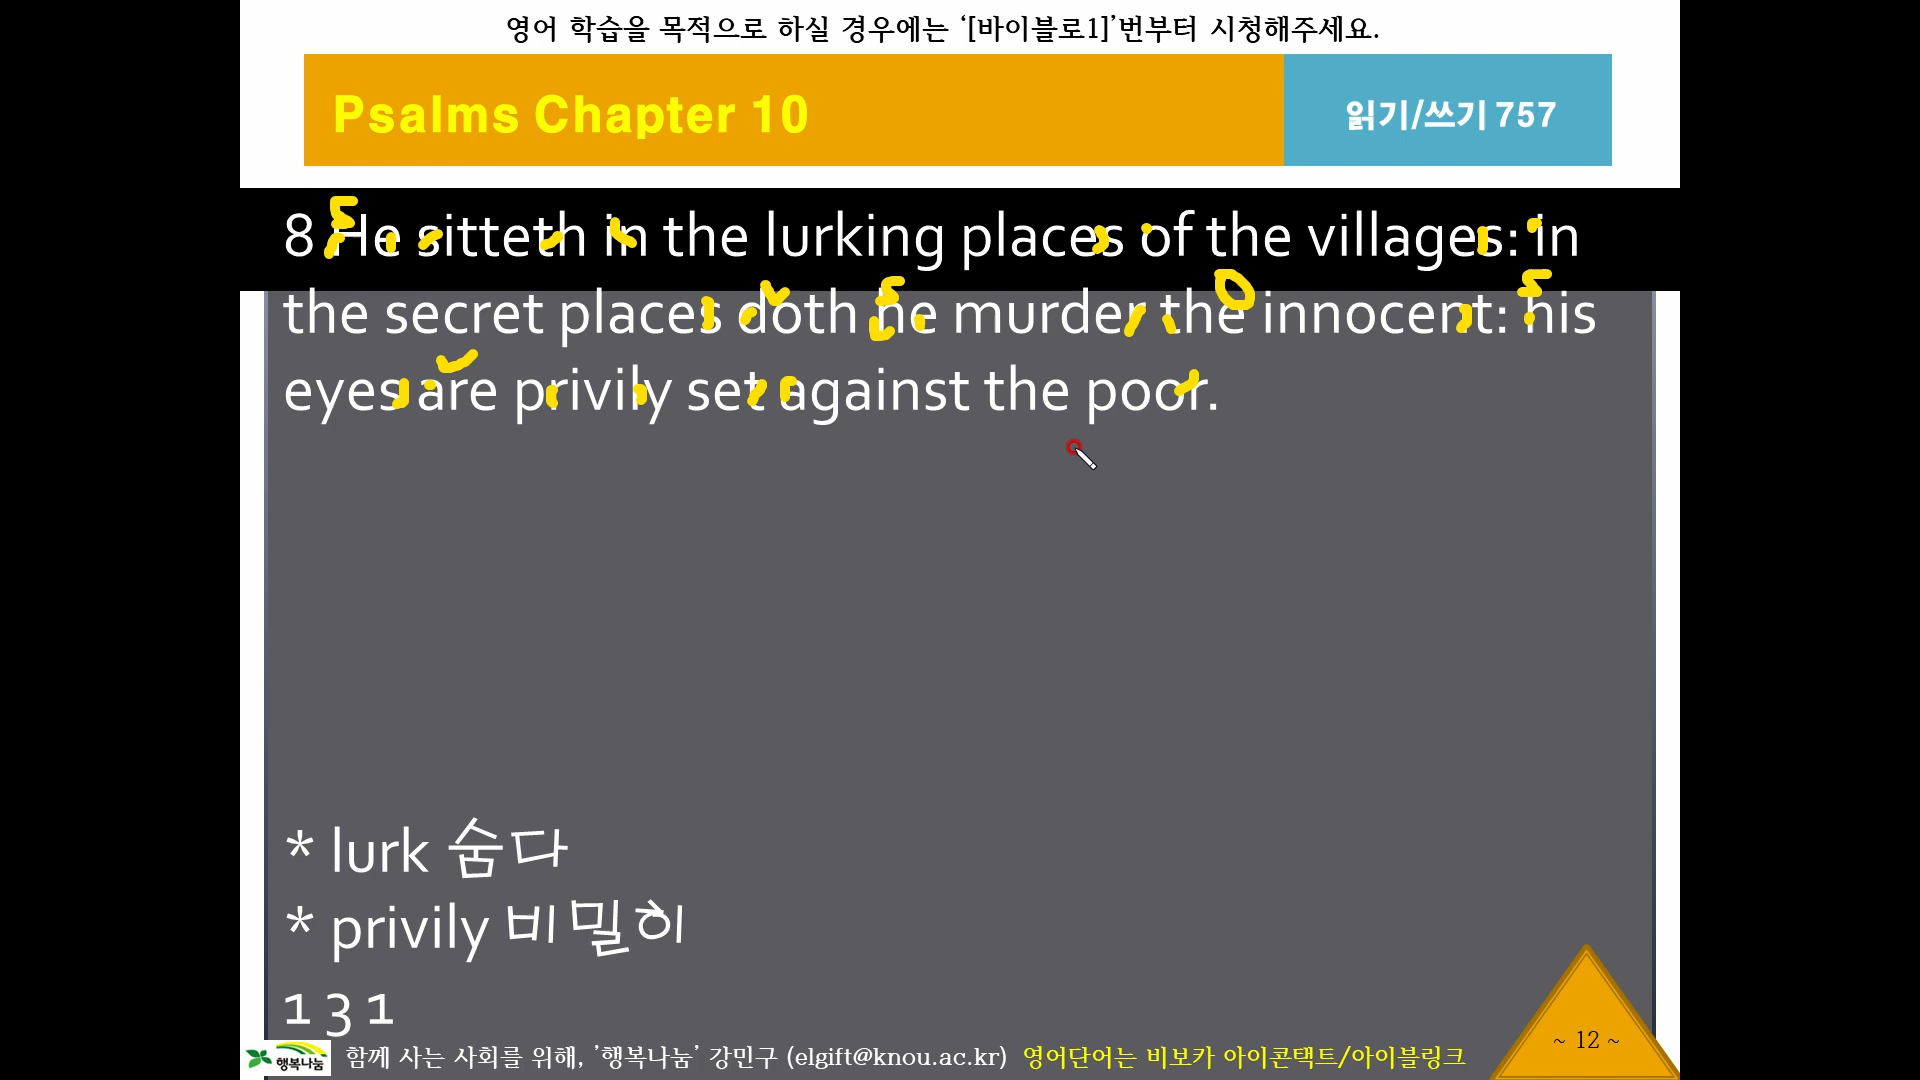 영어 학습을 목적으로 하실 경우에는 ‘[바이블로1]’번부터 시청해주세요.
Psalms Chapter 10
읽기/쓰기 757
8 He sitteth in the lurking places of the villages: in
the secret places doth he murder the innocent: his
eyes are privily set against the poor.
* lurk 숨다
* privily 비밀히
1 3 1
~ 12 ~
행복나눔 함께 사는 사회를 위해, ’행복나눔’ 강민구 (elgift@knou.ac.kr) 영어단어는 비보카 아이콘택트/아이블링크